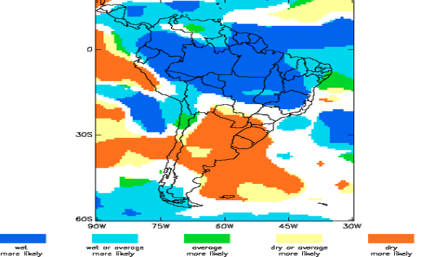 0
30S
60S
90W 75W 60W 45W 30W
wet wet or average average dry or average dry
more likely more likely more likely more likely more likely